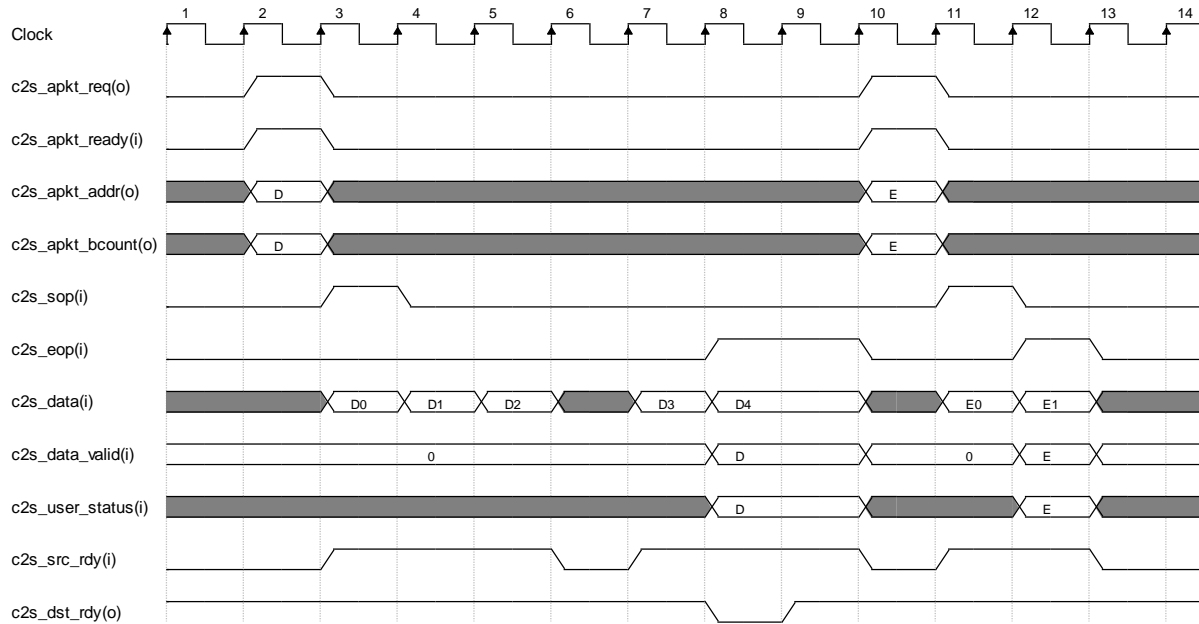 1 2 3 4 5 6 7 8 9 10 11 12 13 14
Clock
c2s_apkt_req(o)
c2s_apkt_ready(i)
c2s_apkt_addr(o) D E
c2s_apkt_bcount(o) D E
c2s_sop(i)
c2s_eop(i)
c2s_data(i) D0 D1 D2 D3 D4 E0 E1
c2s_data_valid(i) 0 D 0 E
c2s_user_status(i) D E
c2s_src_rdy(i)
c2s_dst_rdy(o)